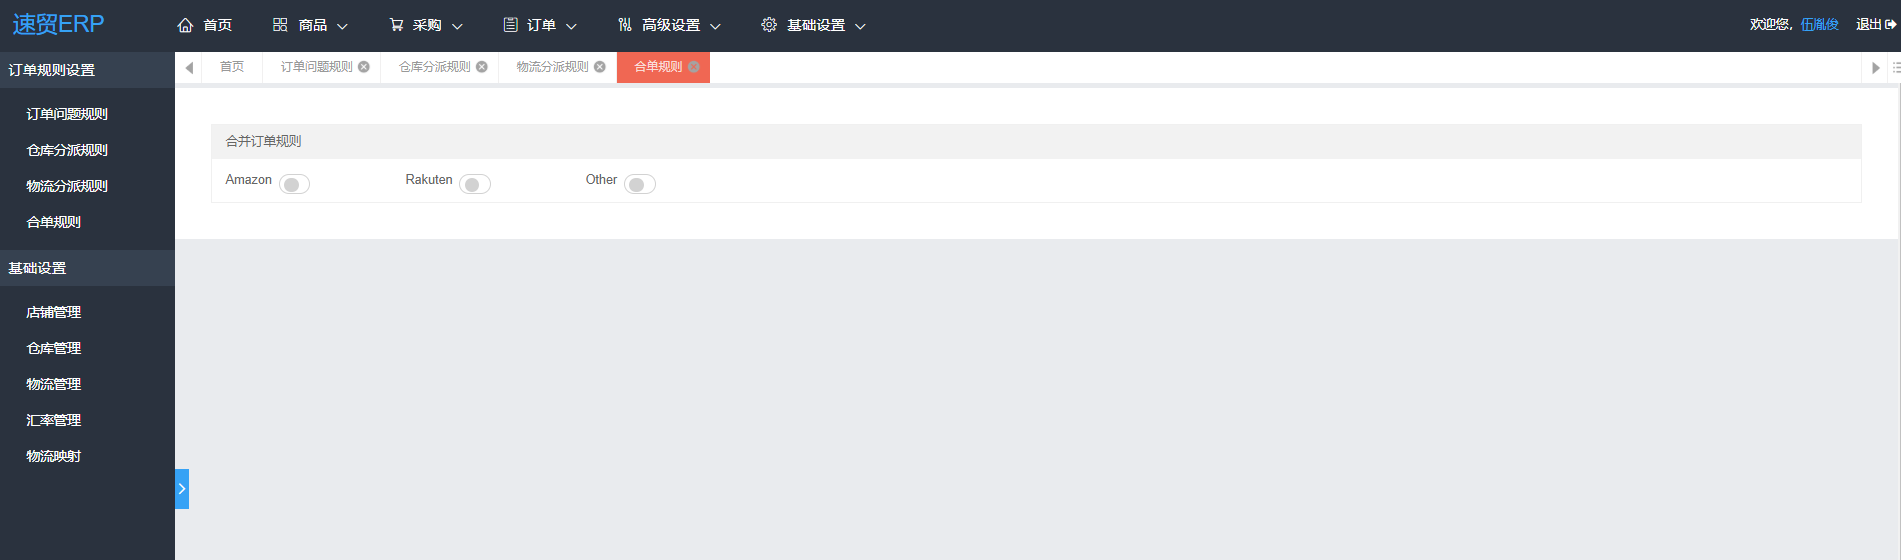 速贸ERP 首页 商品 采购 订单 高级设置 基础设置 欢迎您, 伍胤俊 退出
首页 订单问题规则 仓库分派规则 物流分派规则 合单规则
订单规则设置
订单问题规则
仓库分派规则
物流分派规则
合单规则
基础设置
店铺管理
仓库管理
物流管理
汇率管理
物流映射
合并订单规则
Amazon Rakuten Other